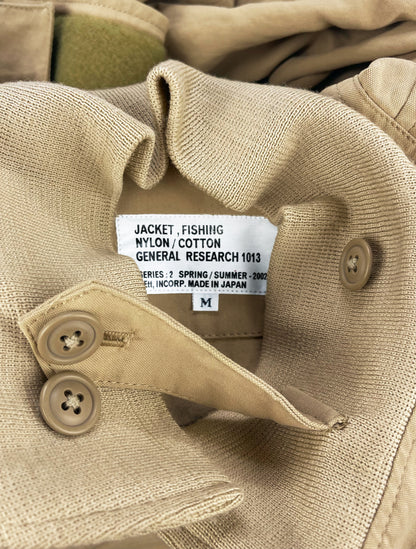 JACKET, FISHING
NYLON / COTTON
GENERAL RESEARCH 1013
SERIES : 2 SPRING / SUMMER - 2002
INCORP. MADE IN JAPAN
M